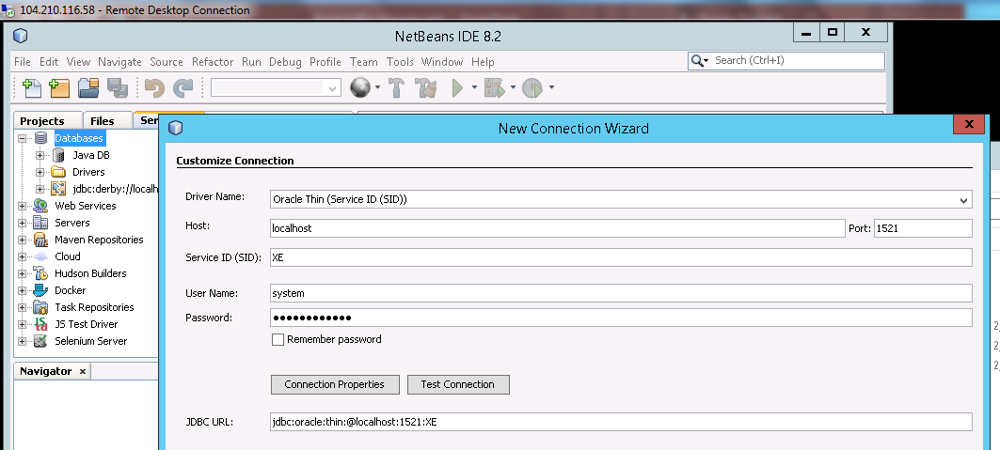 104.210.116.58 - Remote Desktop Connection
NetBeans IDE 8.2
File Edit View Navigate Source Refactor Run Debug Profile Team Tools Window Help
Search (Ctrl+I)
Projects Files Ser
New Connection Wizard
Databases
Java DB
Drivers
jdbc:derby://localh
Web Services
Servers
Maven Repositories
Cloud
Hudson Builders
Docker
Task Repositories
JS Test Driver
Selenium Server
Navigator
Customize Connection
Driver Name: Oracle Thin (Service ID (SID))
Host: localhost Port: 1521
Service ID (SID): XE
User Name: system
Password: ●●●●●●●●●●●●
Remember password
Connection Properties Test Connection
JDBC URL: jdbc:oracle:thin:@localhost:1521:XE